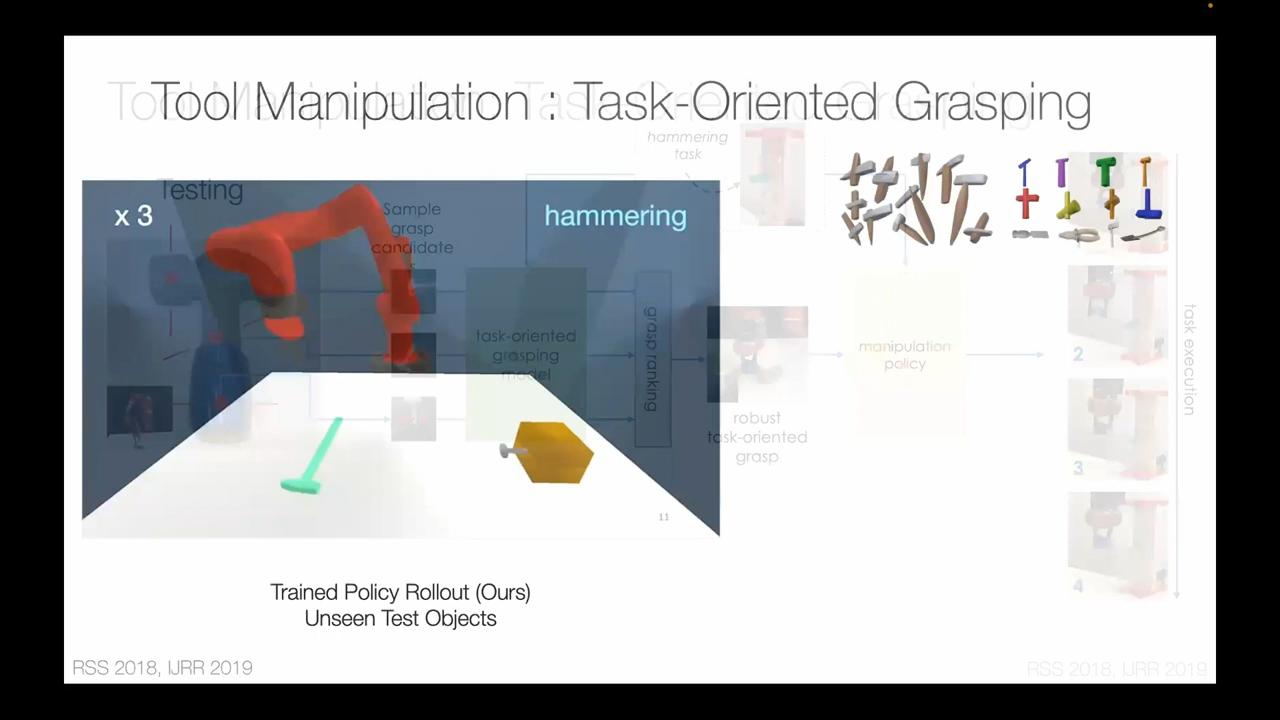 Tool Manipulation : Task-Oriented Grasping
hammering
task
Testing
x 3
hammering
Sample
grasp
candidate
s
task-oriented
grasping
model
grasp ranking
manipulation
policy
robust
task-oriented
grasp
task execution
2
3
4
11
Trained Policy Rollout (Ours)
Unseen Test Objects
RSS 2018, IJRR 2019
RSS 2018, IJRR 2019